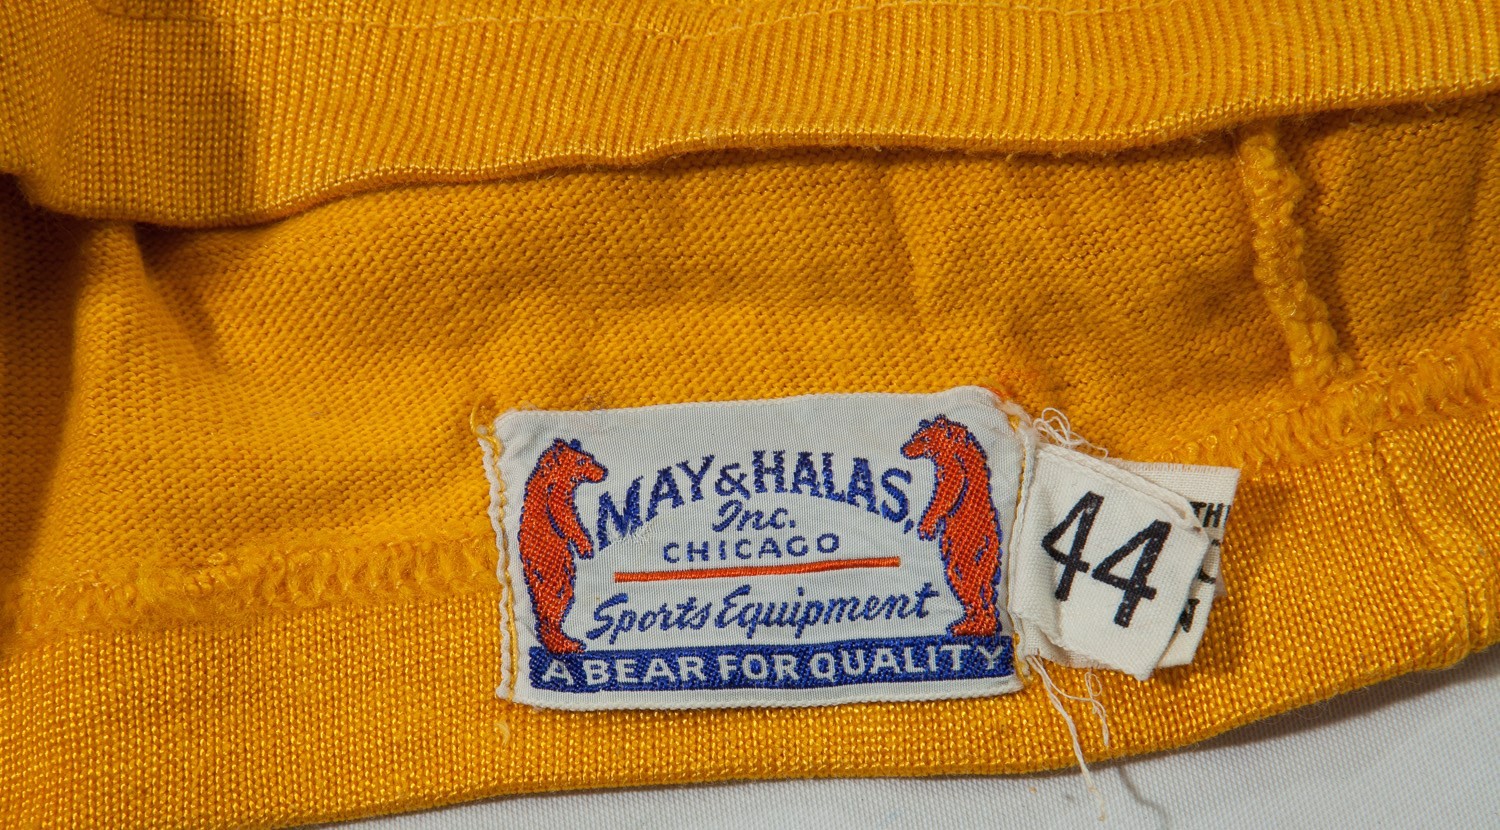 MAY & HALAS,
Inc.
CHICAGO
Sports Equipment
A BEAR FOR QUALITY
44